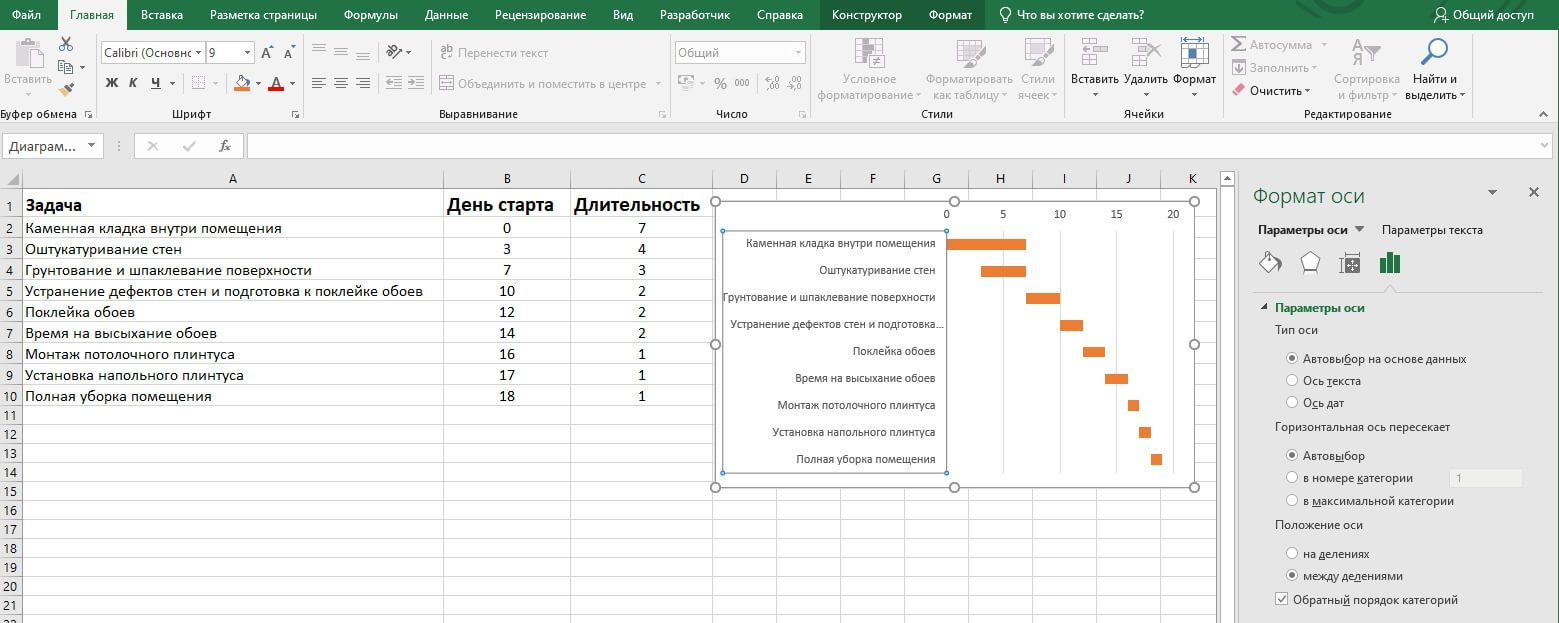 Файл Главная Вставка Разметка страницы Формулы Данные Рецензирование Вид Разработчик Справка Конструктор Формат Что вы хотите сделать? Общий доступ
Вставить
Буфер обмена
Calibri (Основнс 9
Ж К Ч
Шрифт
Перенести текст
Объединить и поместить в центре
Выравнивание
Общий
% 000
Число
Условное форматирование
Форматировать как таблицу
Стили ячеек
Стили
Вставить Удалить Формат
Ячейки
Автосумма
Заполнить
Очистить
Сортировка и фильтр
Найти и выделить
Редактирование
Диаграм... fx
A B C D E F G H I J K
1 Задача День старта Длительность
2 Каменная кладка внутри помещения 0 7
3 Оштукатуривание стен 3 4
4 Грунтование и шпаклевание поверхности 7 3
5 Устранение дефектов стен и подготовка к поклейке обоев 10 2
6 Поклейка обоев 12 2
7 Время на высыхание обоев 14 2
8 Монтаж потолочного плинтуса 16 1
9 Установка напольного плинтуса 17 1
10 Полная уборка помещения 18 1
11
12
13
14
15
16
17
18
19
20
21
0 5 10 15 20
Каменная кладка внутри помещения
Оштукатуривание стен
Грунтование и шпаклевание поверхности
Устранение дефектов стен и подготовка...
Поклейка обоев
Время на высыхание обоев
Монтаж потолочного плинтуса
Установка напольного плинтуса
Полная уборка помещения
Формат оси
Параметры оси Параметры текста
Параметры оси
Тип оси
Автовыбор на основе данных
Ось текста
Ось дат
Горизонтальная ось пересекает
Автовыбор
в номере категории 1
в максимальной категории
Положение оси
на делениях
между делениями
Обратный порядок категорий